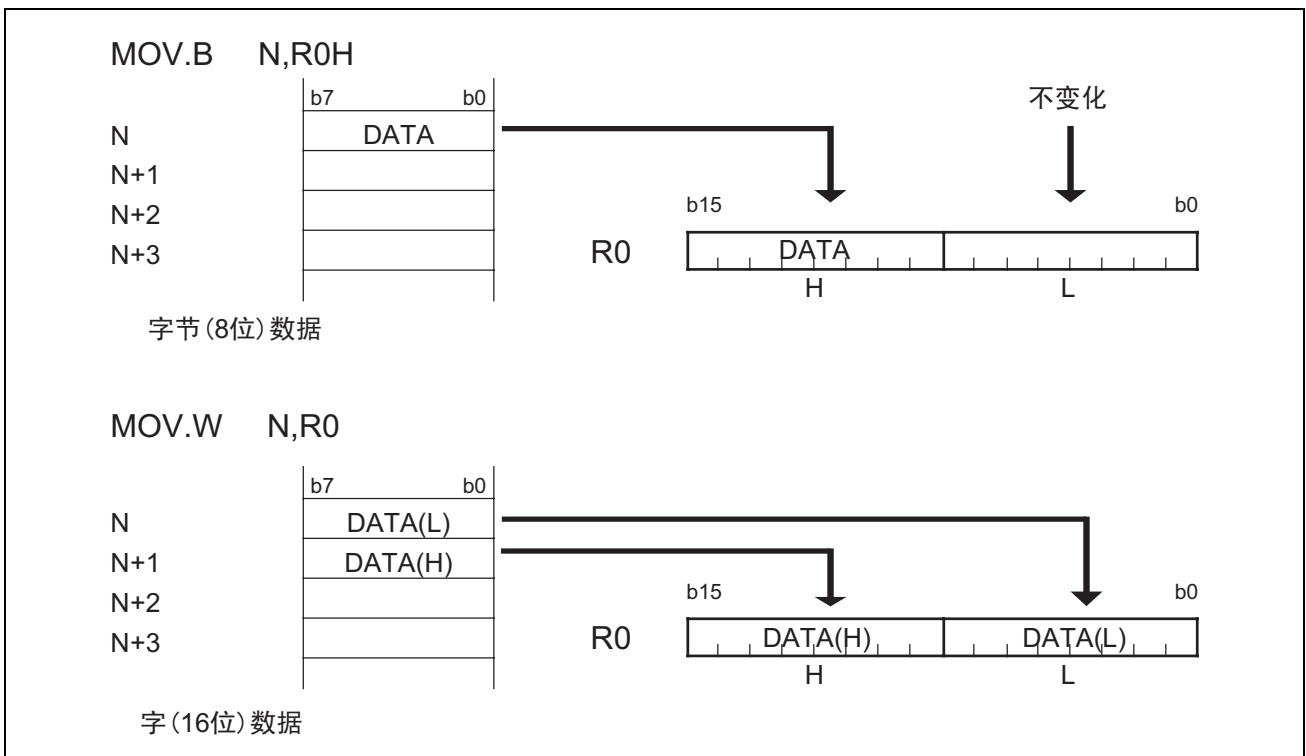 MOV.B N,R0H
b7 b0 不变化
N DATA
N+1
N+2 b15 b0
N+3 R0 DATA
H L
字节(8位)数据
MOV.W N,R0
b7 b0
N DATA(L)
N+1 DATA(H)
N+2 b15 b0
N+3 R0 DATA(H) DATA(L)
H L
字(16位)数据